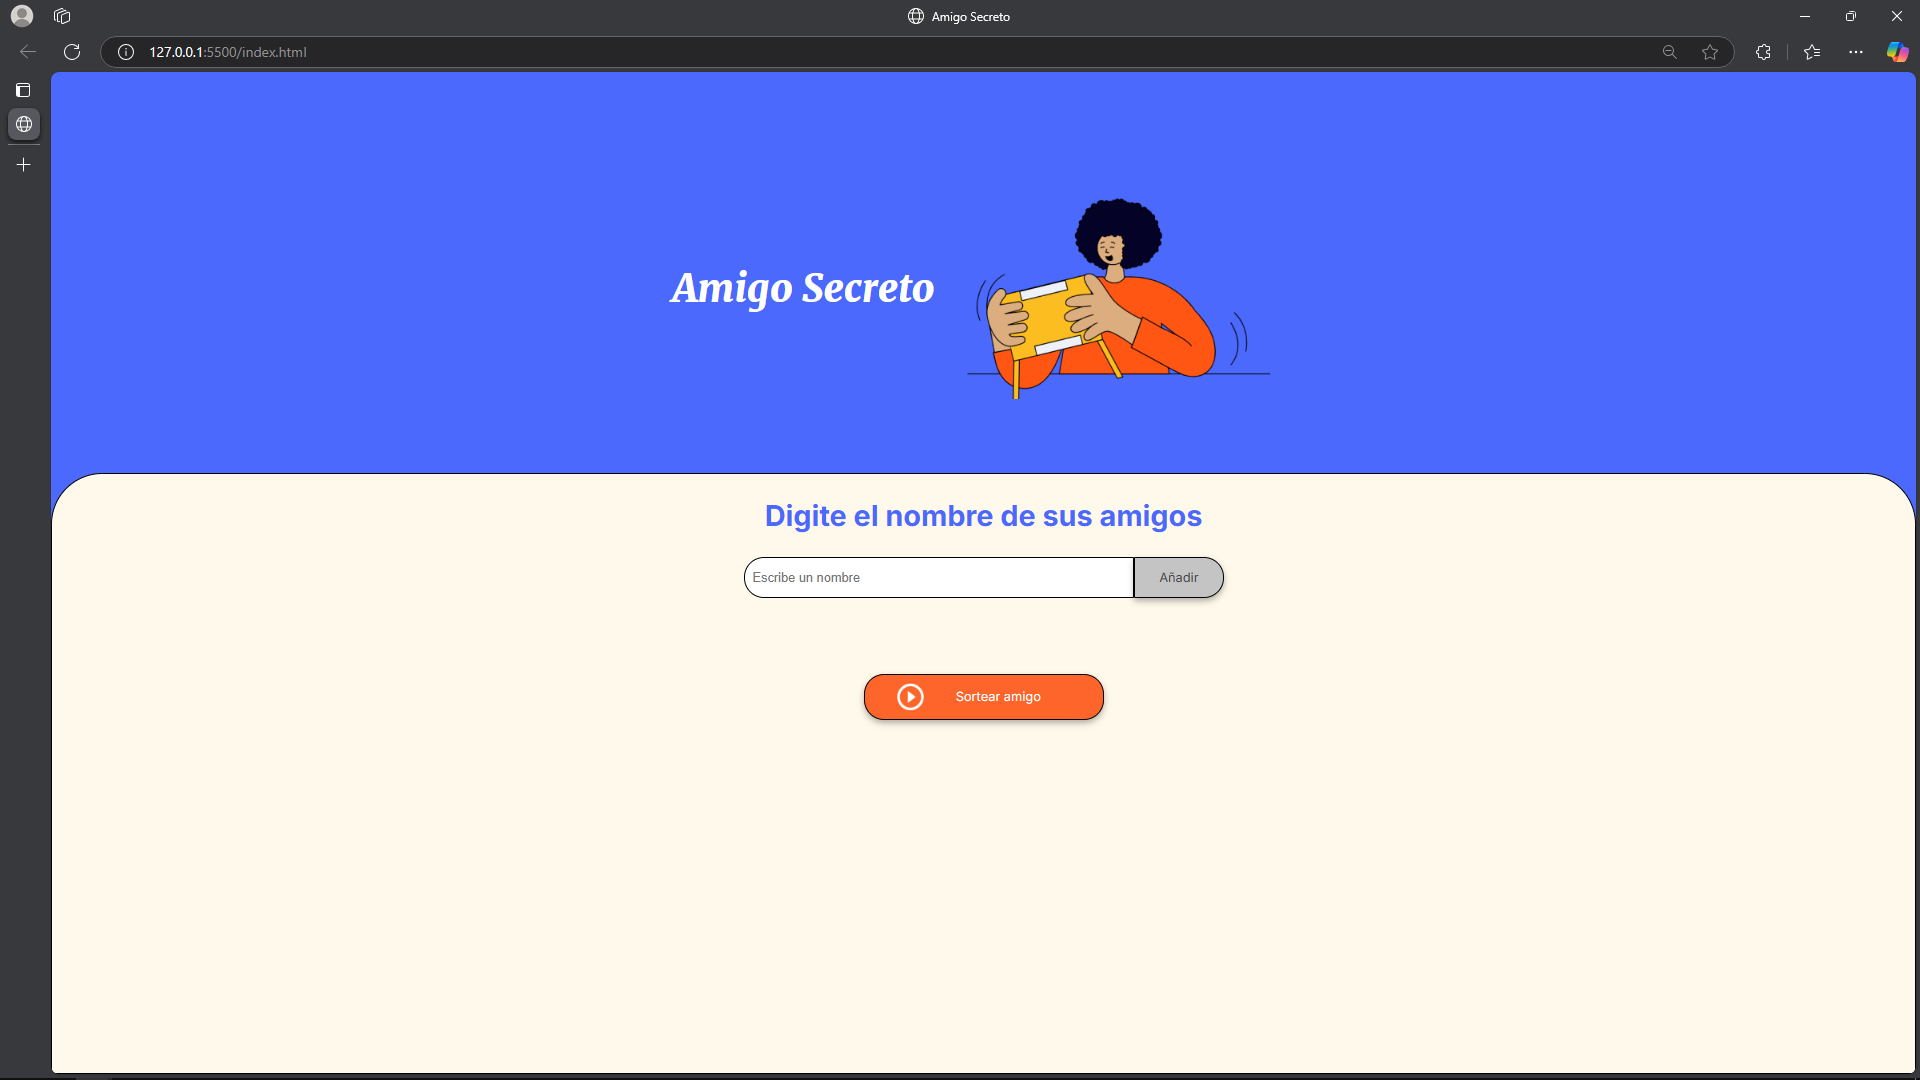 Amigo Secreto
127.0.0.1:5500/index.html
Amigo Secreto
Digite el nombre de sus amigos
Escribe un nombre
Añadir
Sortear amigo